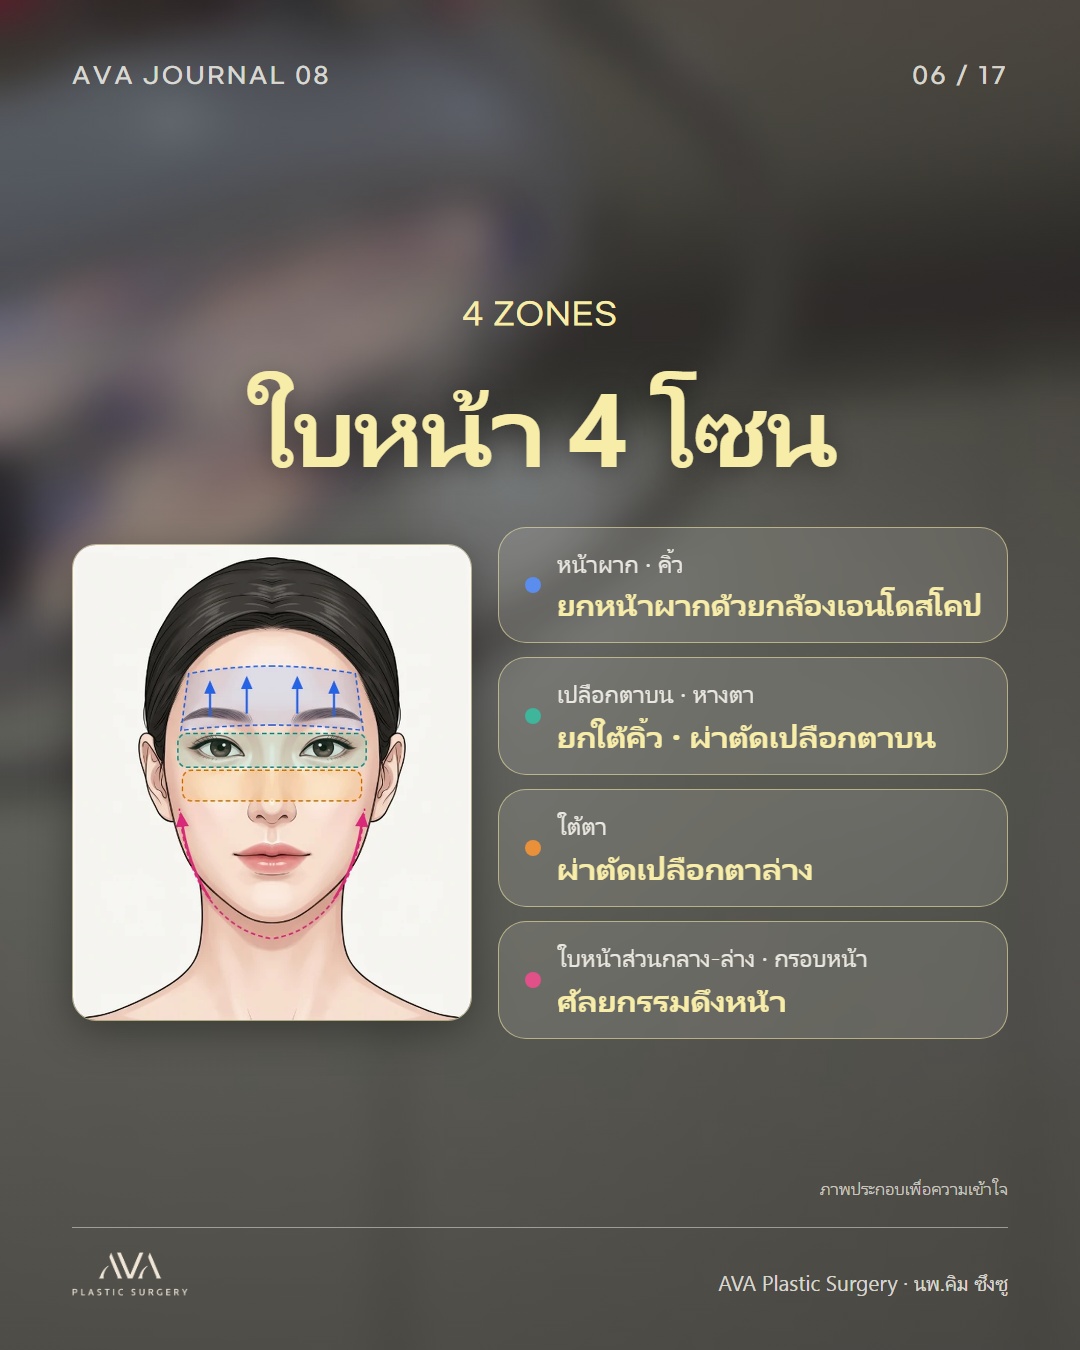 AVA JOURNAL 08
06 / 17
4 ZONES
ใบหน้า 4 โซน
หน้าผาก · คิ้ว
ยกหน้าผากด้วยกล้องเอนโดสโคป
เปลือกตาบน · หางตา
ยกใต้คิ้ว · ผ่าตัดเปลือกตาบน
ใต้ตา
ผ่าตัดเปลือกตาล่าง
ใบหน้าส่วนกลาง-ล่าง · กรอบหน้า
ศัลยกรรมดึงหน้า
ภาพประกอบเพื่อความเข้าใจ
AVA
PLASTIC SURGERY
AVA Plastic Surgery · นพ.คิม ซึงซู